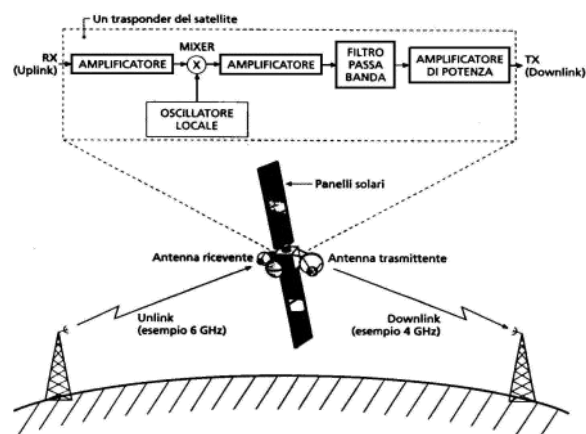 Un trasponder del satellite
RX
(Uplink)
AMPLIFICATORE
MIXER
X
AMPLIFICATORE
FILTRO
PASSA
BANDA
AMPLIFICATORE
DI POTENZA
TX
(Downlink)
OSCILLATORE
LOCALE
Panelli solari
Antenna ricevente
Antenna trasmittente
Unlink
(esempio 6 GHz)
Downlink
(esempio 4 GHz)